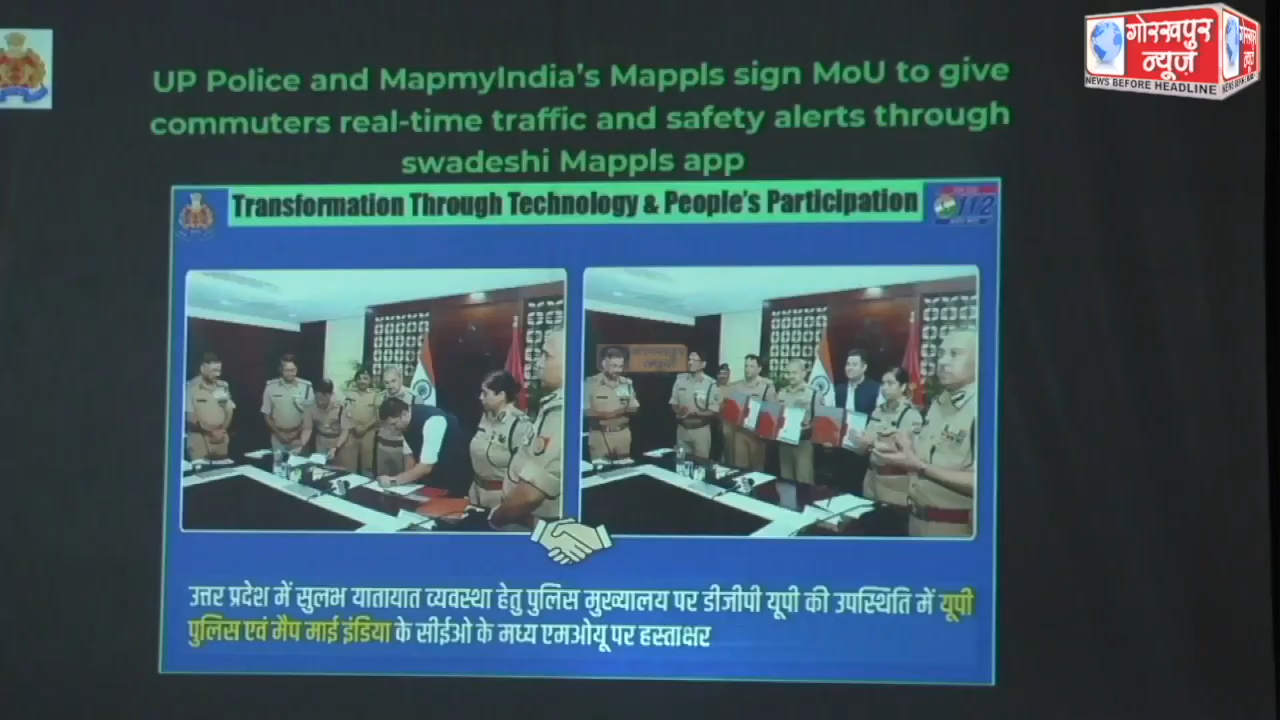 गोरखपुर
न्यूज़
NEWS BEFORE HEADLINE
UP Police and MapmyIndia's Mappls sign MoU to give
commuters real-time traffic and safety alerts through
swadeshi Mappls app
Transformation Through Technology & People's Participation
112
उत्तर प्रदेश में सुलभ यातायात व्यवस्था हेतु पुलिस मुख्यालय पर डीजीपी यूपी की उपस्थिति में यूपी
पुलिस एवं मैप माई इंडिया के सीईओ के मध्य एमओयू पर हस्ताक्षर